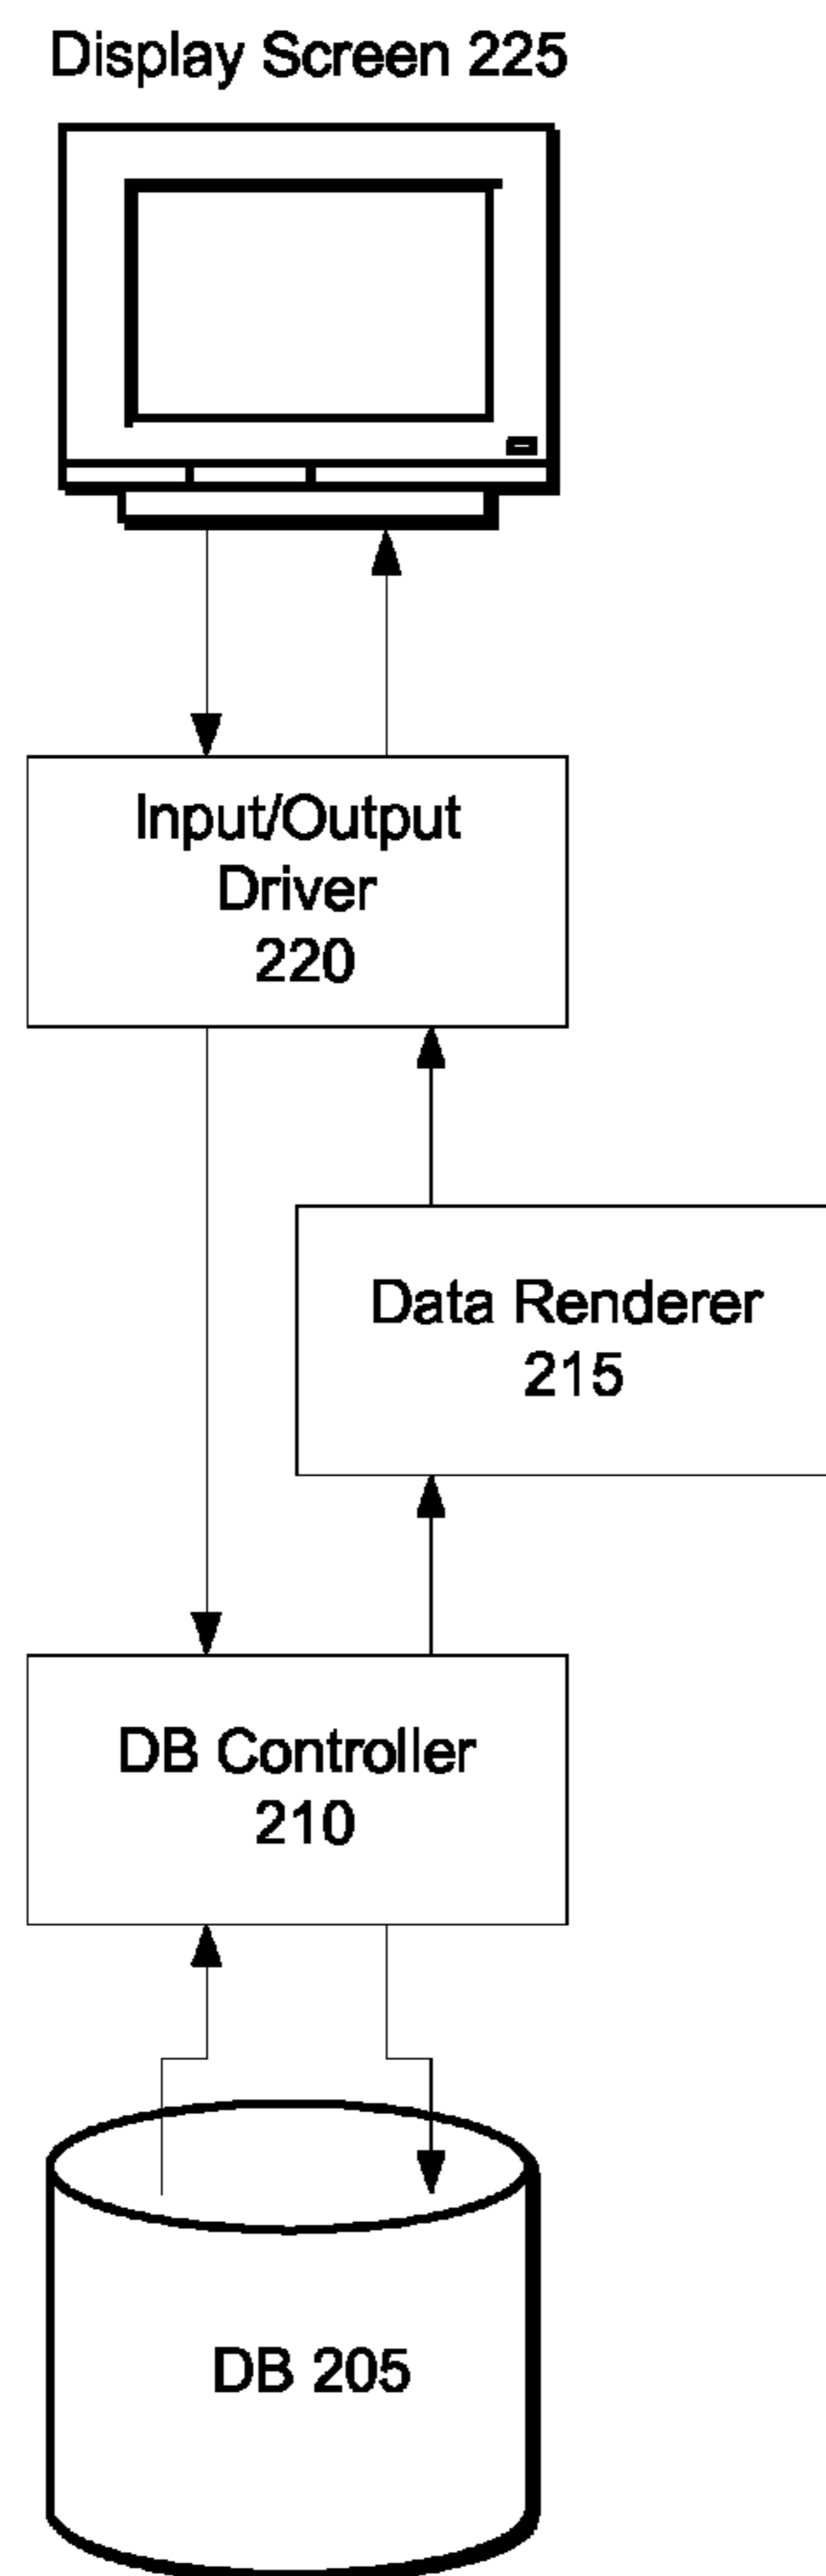 Display Screen 225
Input/Output
Driver
220
Data Renderer
215
DB Controller
210
DB 205